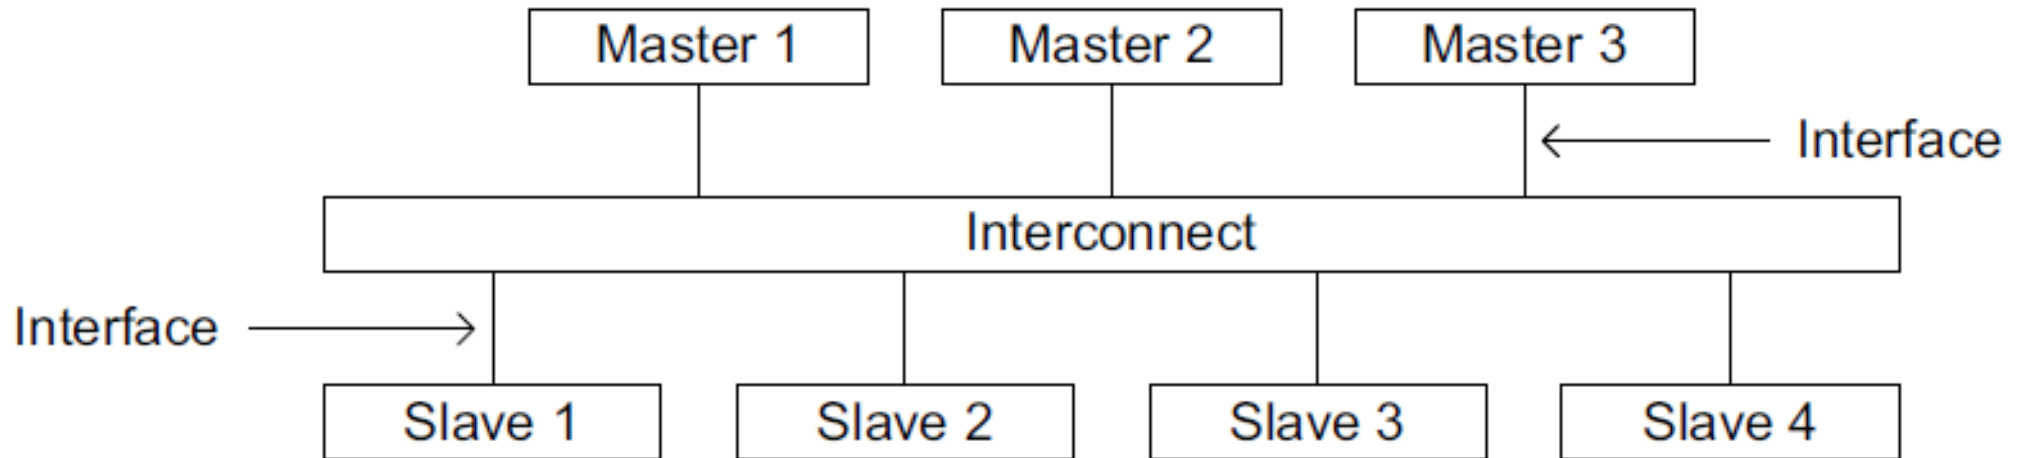 Master 1
Master 2
Master 3
Interface
Interconnect
Interface
Slave 1
Slave 2
Slave 3
Slave 4